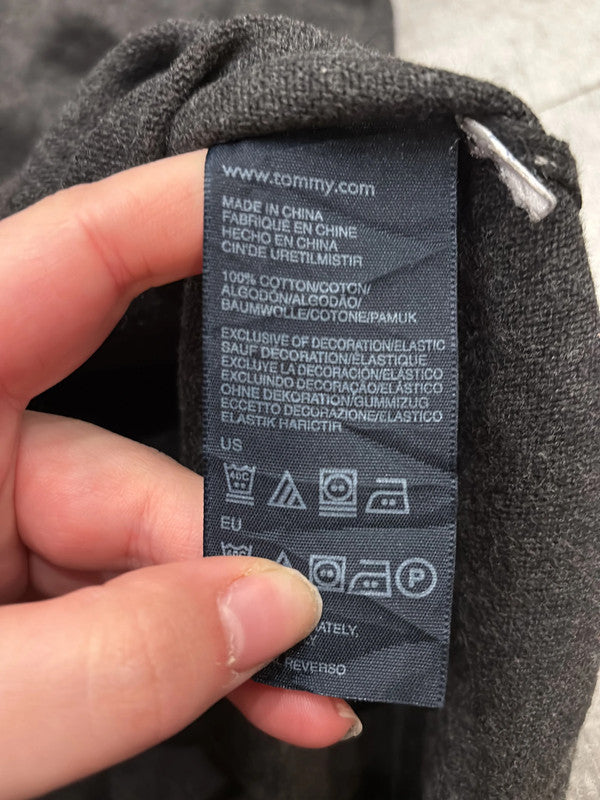 www.tommy.com
MADE IN CHINA
FABRIQUÉ EN CHINE
HECHO EN CHINA
CIN'DE URETILMISTIR
100% COTTON/COTON/
ALGODÓN/ALGODÃO/
BAUMWOLLE/COTONE/PAMUK
EXCLUSIVE OF DECORATION/ELASTIC
SAUF DECORATION/ÉLASTIQUE
EXCLUYE LA DECORACIÓN/ELÁSTICO
EXCLUINDO DECORAÇÃO/ELÁSTICO
OHNE DEKORATION/GUMMIZUG
ECCETTO DECORAZIONE/ELASTICO
ELASTIK HARICTIR
US
40C
EU
P
REVERSO